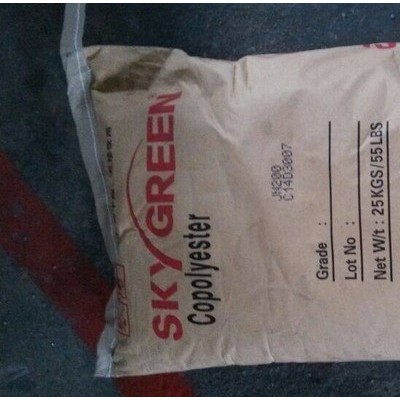 SKYGREEN
Copolyester
JN200
C14D3007
Grade :
Lot No :
Net W/t : 25KGS/55LBS